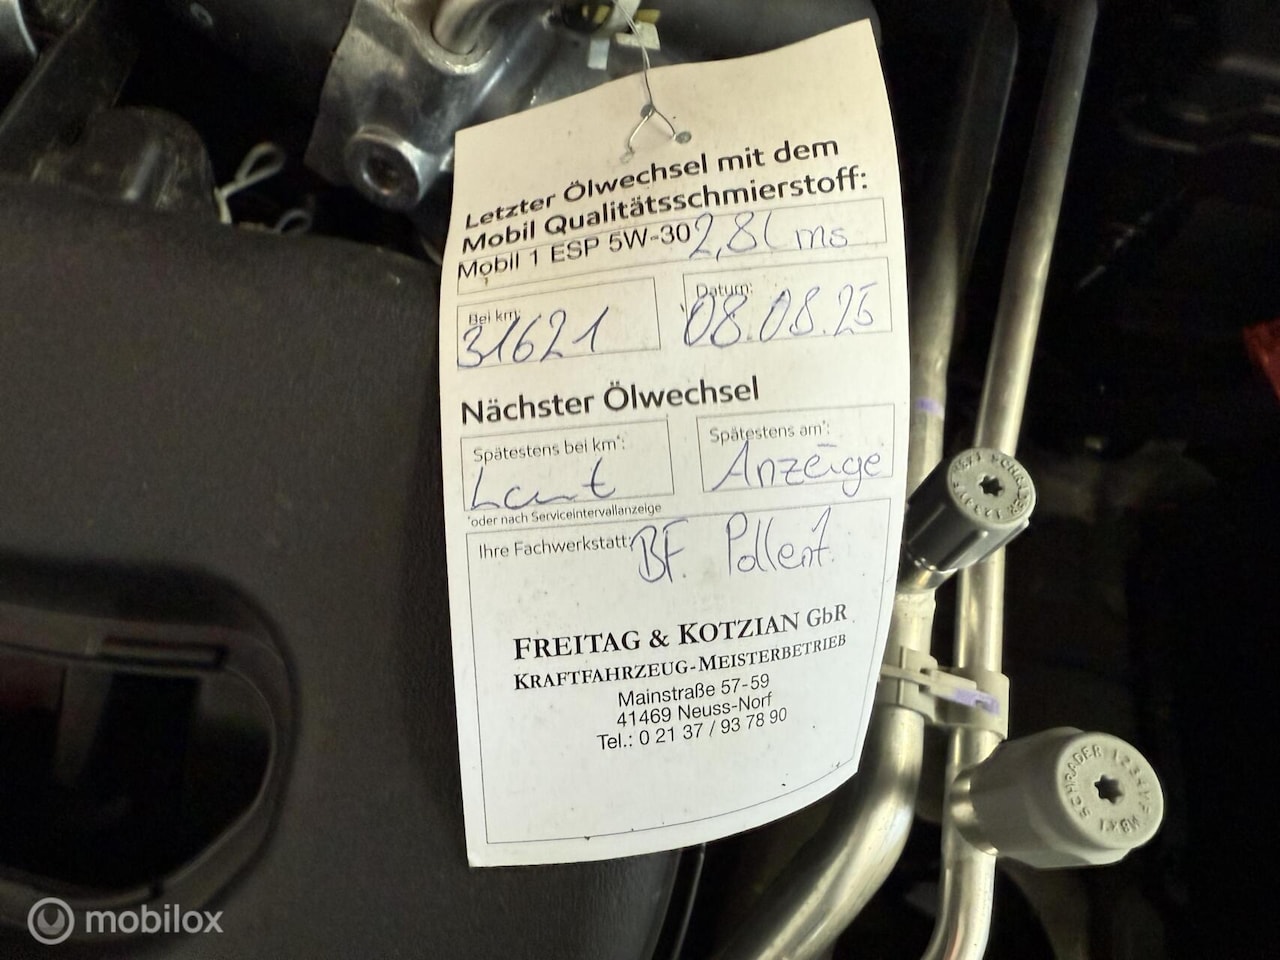 Letzter Ölwechsel mit dem
Mobil Qualitätsschmierstoff:
Mobil 1 ESP 5W-30 2,8l ms
Bei km: Datum:
31621 08.08.25
Nächster Ölwechsel
Spätestens bei km*: Spätestens am*:
Laut Anzeige
*oder nach Serviceintervallanzeige
Ihre Fachwerkstatt: BF. Pollenf.
FREITAG & KOTZIAN GbR
KRAFTFAHRZEUG-MEISTERBETRIEB
Mainstraße 57-59
41469 Neuss-Norf
Tel.: 0 21 37 / 93 78 90
SCHRADER
SCHRADER 1234YF
mobilox